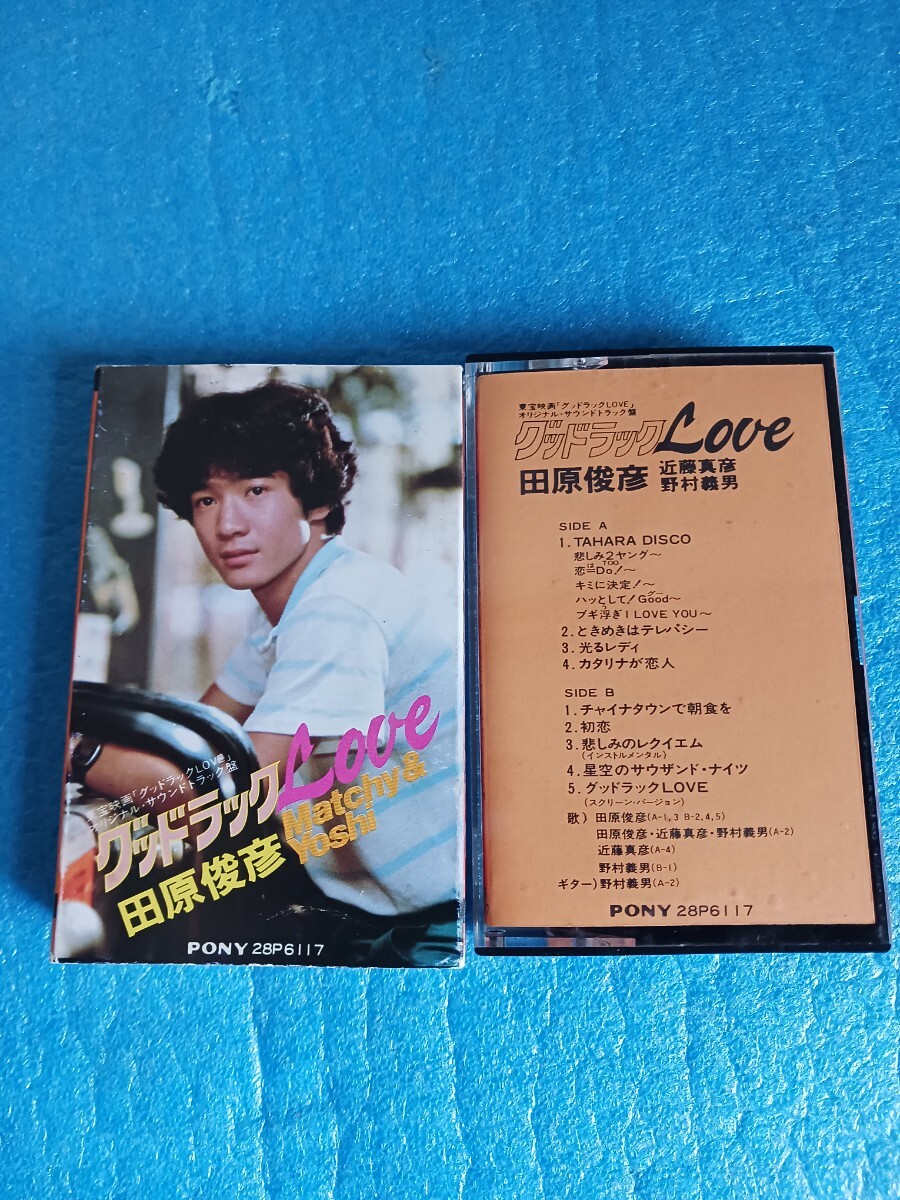 東宝映画「グッドラックLOVE」
オリジナル・サウンドトラック盤
グッドラックLove
Matchy &
Yoshi
田原俊彦
PONY 28P6117
東宝映画「グッドラックLOVE」
オリジナル・サウンドトラック盤
グッドラックLove
田原俊彦 近藤真彦
野村義男
SIDE A
1. TAHARA DISCO
悲しみ2ヤング〜
恋=Do!〜
は TOO
キミに決定!〜
ハッとして!Good〜
グー
ブギ浮ぎI LOVE YOU〜
う
2. ときめきはテレパシー
3. 光るレディ
4. カタリナが恋人
SIDE B
1. チャイナタウンで朝食を
2. 初恋
3. 悲しみのレクイエム
(インストルメンタル)
4. 星空のサウザンド・ナイツ
5. グッドラックLOVE
(スクリーン・バージョン)
歌) 田原俊彦(A-1,3 B-2,4,5)
田原俊彦・近藤真彦・野村義男(A-2)
近藤真彦(A-4)
野村義男(B-1)
ギター) 野村義男(A-2)
PONY 28P6117